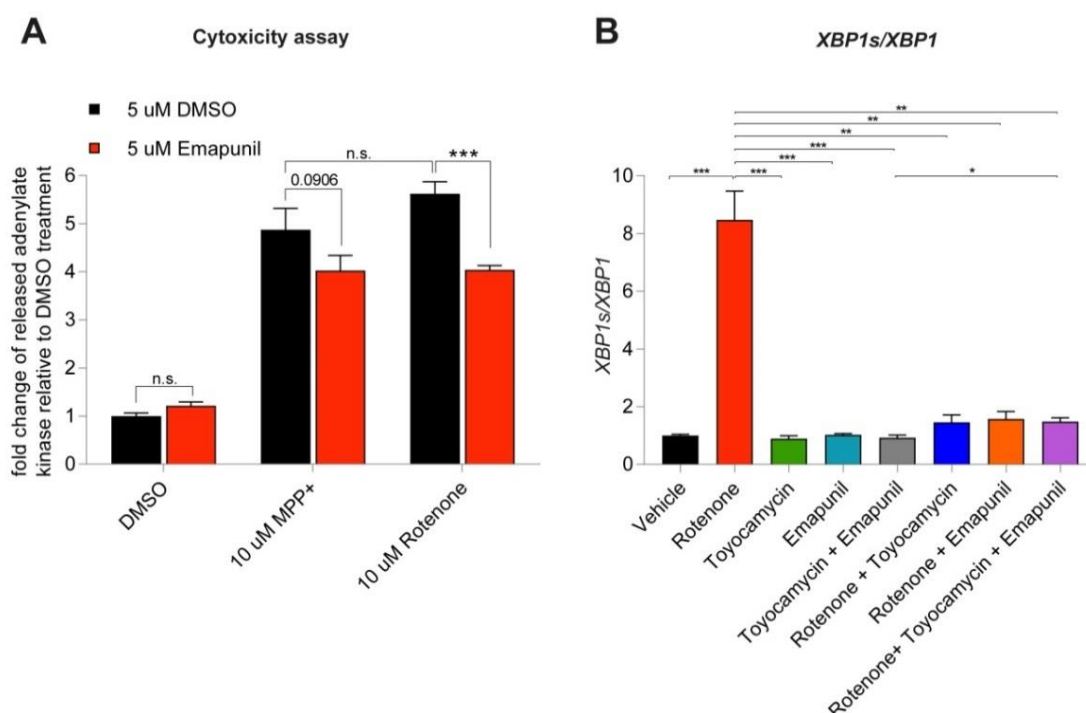 A
Cytoxicity assay
5 uM DMSO
5 uM Emapunil
fold change of released adenylate
kinase relative to DMSO treatment
6
5
4
3
2
1
0
n.s.
0.0906
n.s.
***
DMSO
10 uM MPP+
10 uM Rotenone
B
XBP1s/XBP1
**
**
**
***
***
***
***
*
XBP1s/XBP1
10
8
6
4
2
0
Vehicle
Rotenone
Toyocamycin
Emapunil
Toyocamycin + Emapunil
Rotenone + Toyocamycin
Rotenone + Emapunil
Rotenone+ Toyocamycin + Emapunil